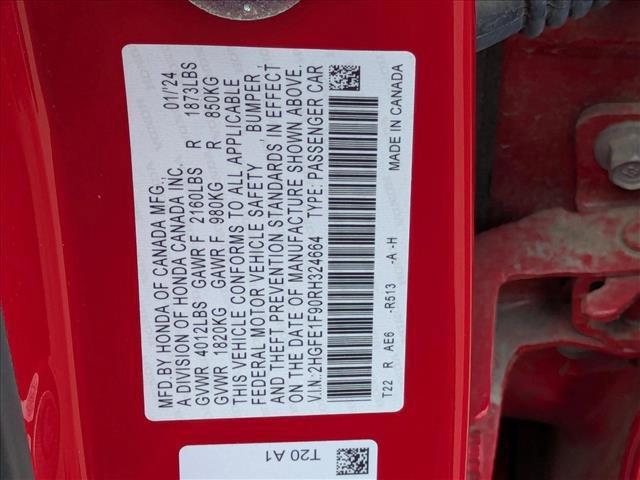 MFD.BY HONDA OF CANADA MFG., 01/'24
A DIVISION OF HONDA CANADA INC.
GVWR 4012LBS GAWR F 2160LBS R 1873LBS
GVWR 1820KG GAWR F 980KG R 850KG
THIS VEHICLE CONFORMS TO ALL APPLICABLE
FEDERAL MOTOR VEHICLE SAFETY BUMPER
AND THEFT PREVENTION STANDARDS IN EFFECT
ON THE DATE OF MANUFACTURE SHOWN ABOVE.
V.I.N.:2HGFE1F90RH324664 TYPE: PASSENGER CAR
T22 R AE6 -R513 -A -H MADE IN CANADA
T20 A1